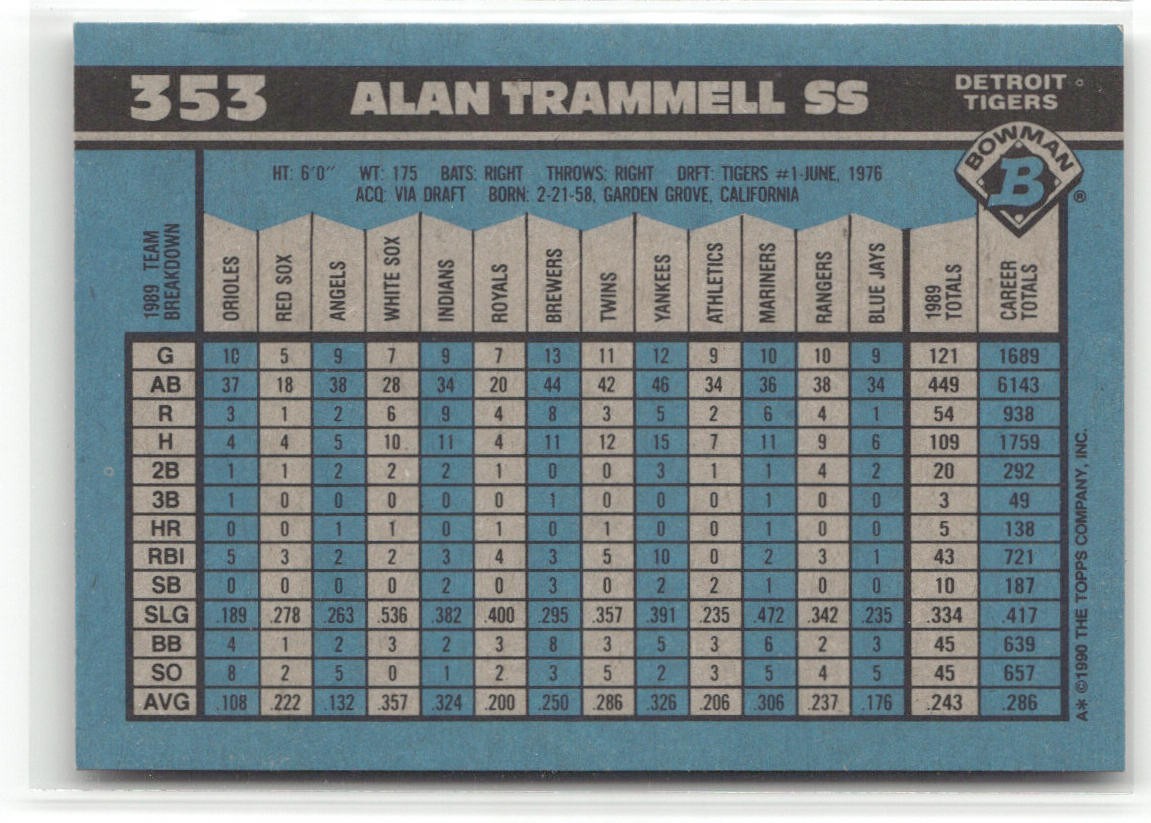 353 ALAN TRAMMELL SS DETROIT TIGERS
BOWMAN B ®
HT: 6'0" WT: 175 BATS: RIGHT THROWS: RIGHT DRFT: TIGERS #1-JUNE, 1976
ACQ: VIA DRAFT BORN: 2-21-58, GARDEN GROVE, CALIFORNIA
1989 TEAM BREAKDOWN ORIOLES RED SOX ANGELS WHITE SOX INDIANS ROYALS BREWERS TWINS YANKEES ATHLETICS MARINERS RANGERS BLUE JAYS 1989 TOTALS CAREER TOTALS
G 10 5 9 7 9 7 13 11 12 9 10 10 9 121 1689
AB 37 18 38 28 34 20 44 42 46 34 36 38 34 449 6143
R 3 1 2 6 9 4 8 3 5 2 6 4 1 54 938
H 4 4 5 10 11 4 11 12 15 7 11 9 6 109 1759
2B 1 1 2 2 2 1 0 0 3 1 1 4 2 20 292
3B 1 0 0 0 0 0 1 0 0 0 1 0 0 3 49
HR 0 0 1 1 0 1 0 1 0 0 1 0 0 5 138
RBI 5 3 2 2 3 4 3 5 10 0 2 3 1 43 721
SB 0 0 0 0 2 0 3 0 2 2 1 0 0 10 187
SLG .189 .278 .263 .536 .382 .400 .295 .357 .391 .235 .472 .342 .235 .334 .417
BB 4 1 2 3 2 3 8 3 5 3 6 2 3 45 639
SO 8 2 5 0 1 2 3 5 2 3 5 4 5 45 657
AVG .108 .222 .132 .357 .324 .200 .250 .286 .326 .206 .306 .237 .176 .243 .286
A* © 1990 THE TOPPS COMPANY, INC.